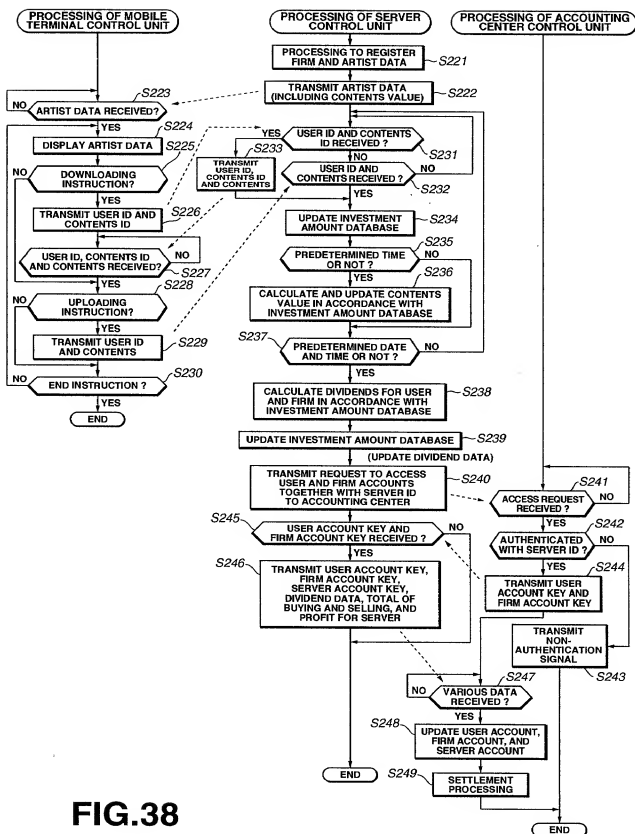 PROCESSING OF MOBILE
TERMINAL CONTROL UNIT
S223
NO
ARTIST DATA RECEIVED?
YES
S224
DISPLAY ARTIST DATA
S225
NO
DOWNLOADING
INSTRUCTION?
YES
S226
TRANSMIT USER ID AND
CONTENTS ID
USER ID, CONTENTS ID
AND CONTENTS RECEIVED?
NO
S227
YES
S228
NO
UPLOADING
INSTRUCTION?
YES
TRANSMIT USER ID
AND CONTENTS
S229
S230
NO
END INSTRUCTION ?
YES
END
PROCESSING OF SERVER
CONTROL UNIT
PROCESSING TO REGISTER
FIRM AND ARTIST DATA
S221
TRANSMIT ARTIST DATA
(INCLUDING CONTENTS VALUE)
S222
YES
USER ID AND CONTENTS
ID RECEIVED ?
S231
S233
NO
TRANSMIT
USER ID,
CONTENTS ID
AND CONTENTS
USER ID AND
CONTENTS RECEIVED ?
NO
S232
YES
UPDATE INVESTMENT
AMOUNT DATABASE
S234
S235
PREDETERMINED TIME
OR NOT ?
NO
YES
S236
CALCULATE AND UPDATE CONTENTS
VALUE IN ACCORDANCE WITH
INVESTMENT AMOUNT DATABASE
S237
PREDETERMINED DATE
AND TIME OR NOT ?
NO
YES
CALCULATE DIVIDENDS FOR USER
AND FIRM IN ACCORDANCE WITH
INVESTMENT AMOUNT DATABASE
S238
UPDATE INVESTMENT AMOUNT DATABASE
S239
(UPDATE DIVIDEND DATA)
TRANSMIT REQUEST TO ACCESS
USER AND FIRM ACCOUNTS
TOGETHER WITH SERVER ID
TO ACCOUNTING CENTER
S240
S245
USER ACCOUNT KEY AND
FIRM ACCOUNT KEY RECEIVED ?
NO
YES
S246
TRANSMIT USER ACCOUNT KEY,
FIRM ACCOUNT KEY,
SERVER ACCOUNT KEY,
DIVIDEND DATA, TOTAL OF
BUYING AND SELLING, AND
PROFIT FOR SERVER
END
PROCESSING OF ACCOUNTING
CENTER CONTROL UNIT
S241
ACCESS REQUEST
RECEIVED ?
NO
YES
S242
AUTHENTICATED
WITH SERVER ID ?
NO
YES
S244
TRANSMIT USER
ACCOUNT KEY AND
FIRM ACCOUNT KEY
TRANSMIT
NON-
AUTHENTICATION
SIGNAL
S243
S247
NO
VARIOUS DATA
RECEIVED ?
YES
S248
UPDATE USER ACCOUNT,
FIRM ACCOUNT, AND
SERVER ACCOUNT
S249
SETTLEMENT
PROCESSING
END
FIG.38